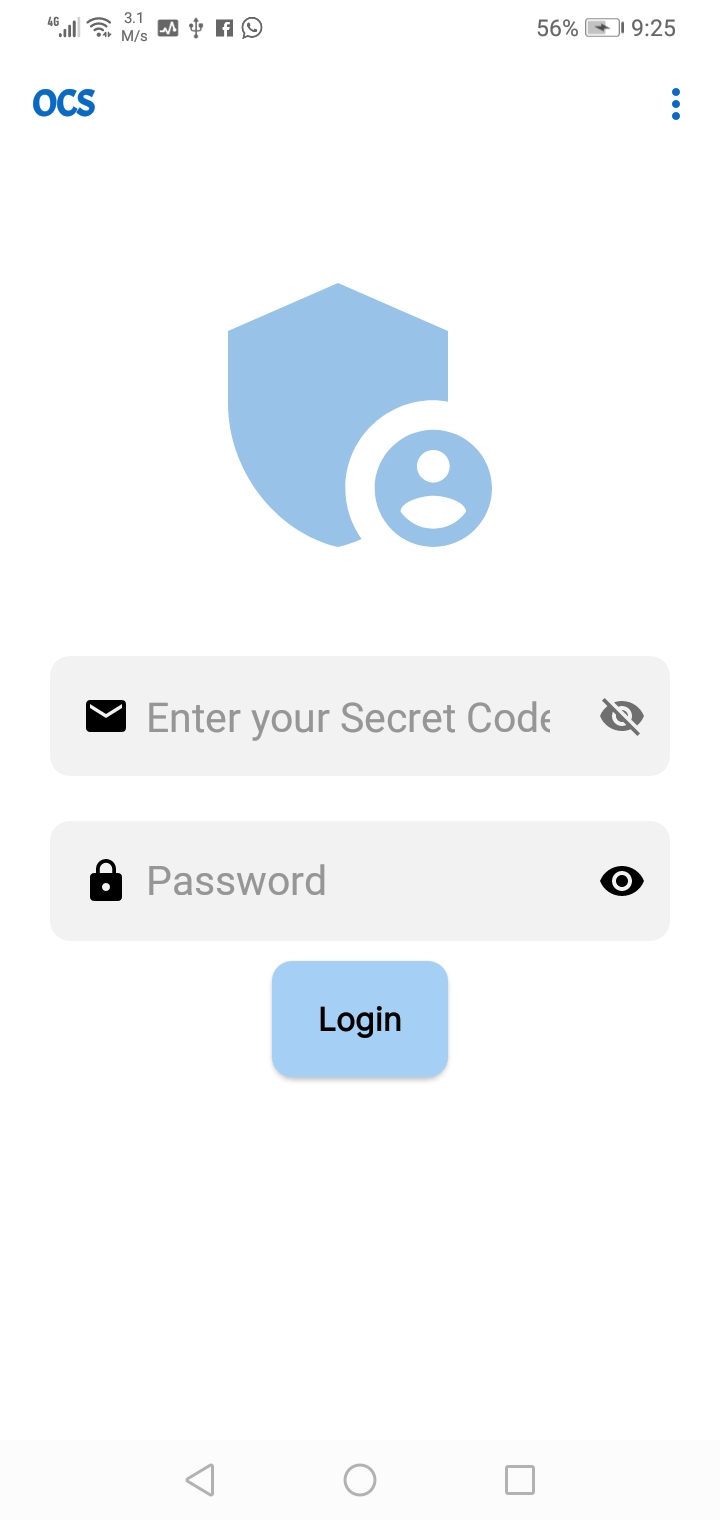 4G 3.1 M/s 56% 9:25
OCS
Enter your Secret Code
Password
Login